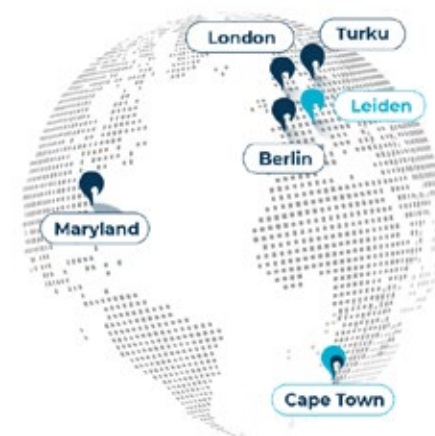 London
Turku
Leiden
Berlin
Maryland
Cape Town